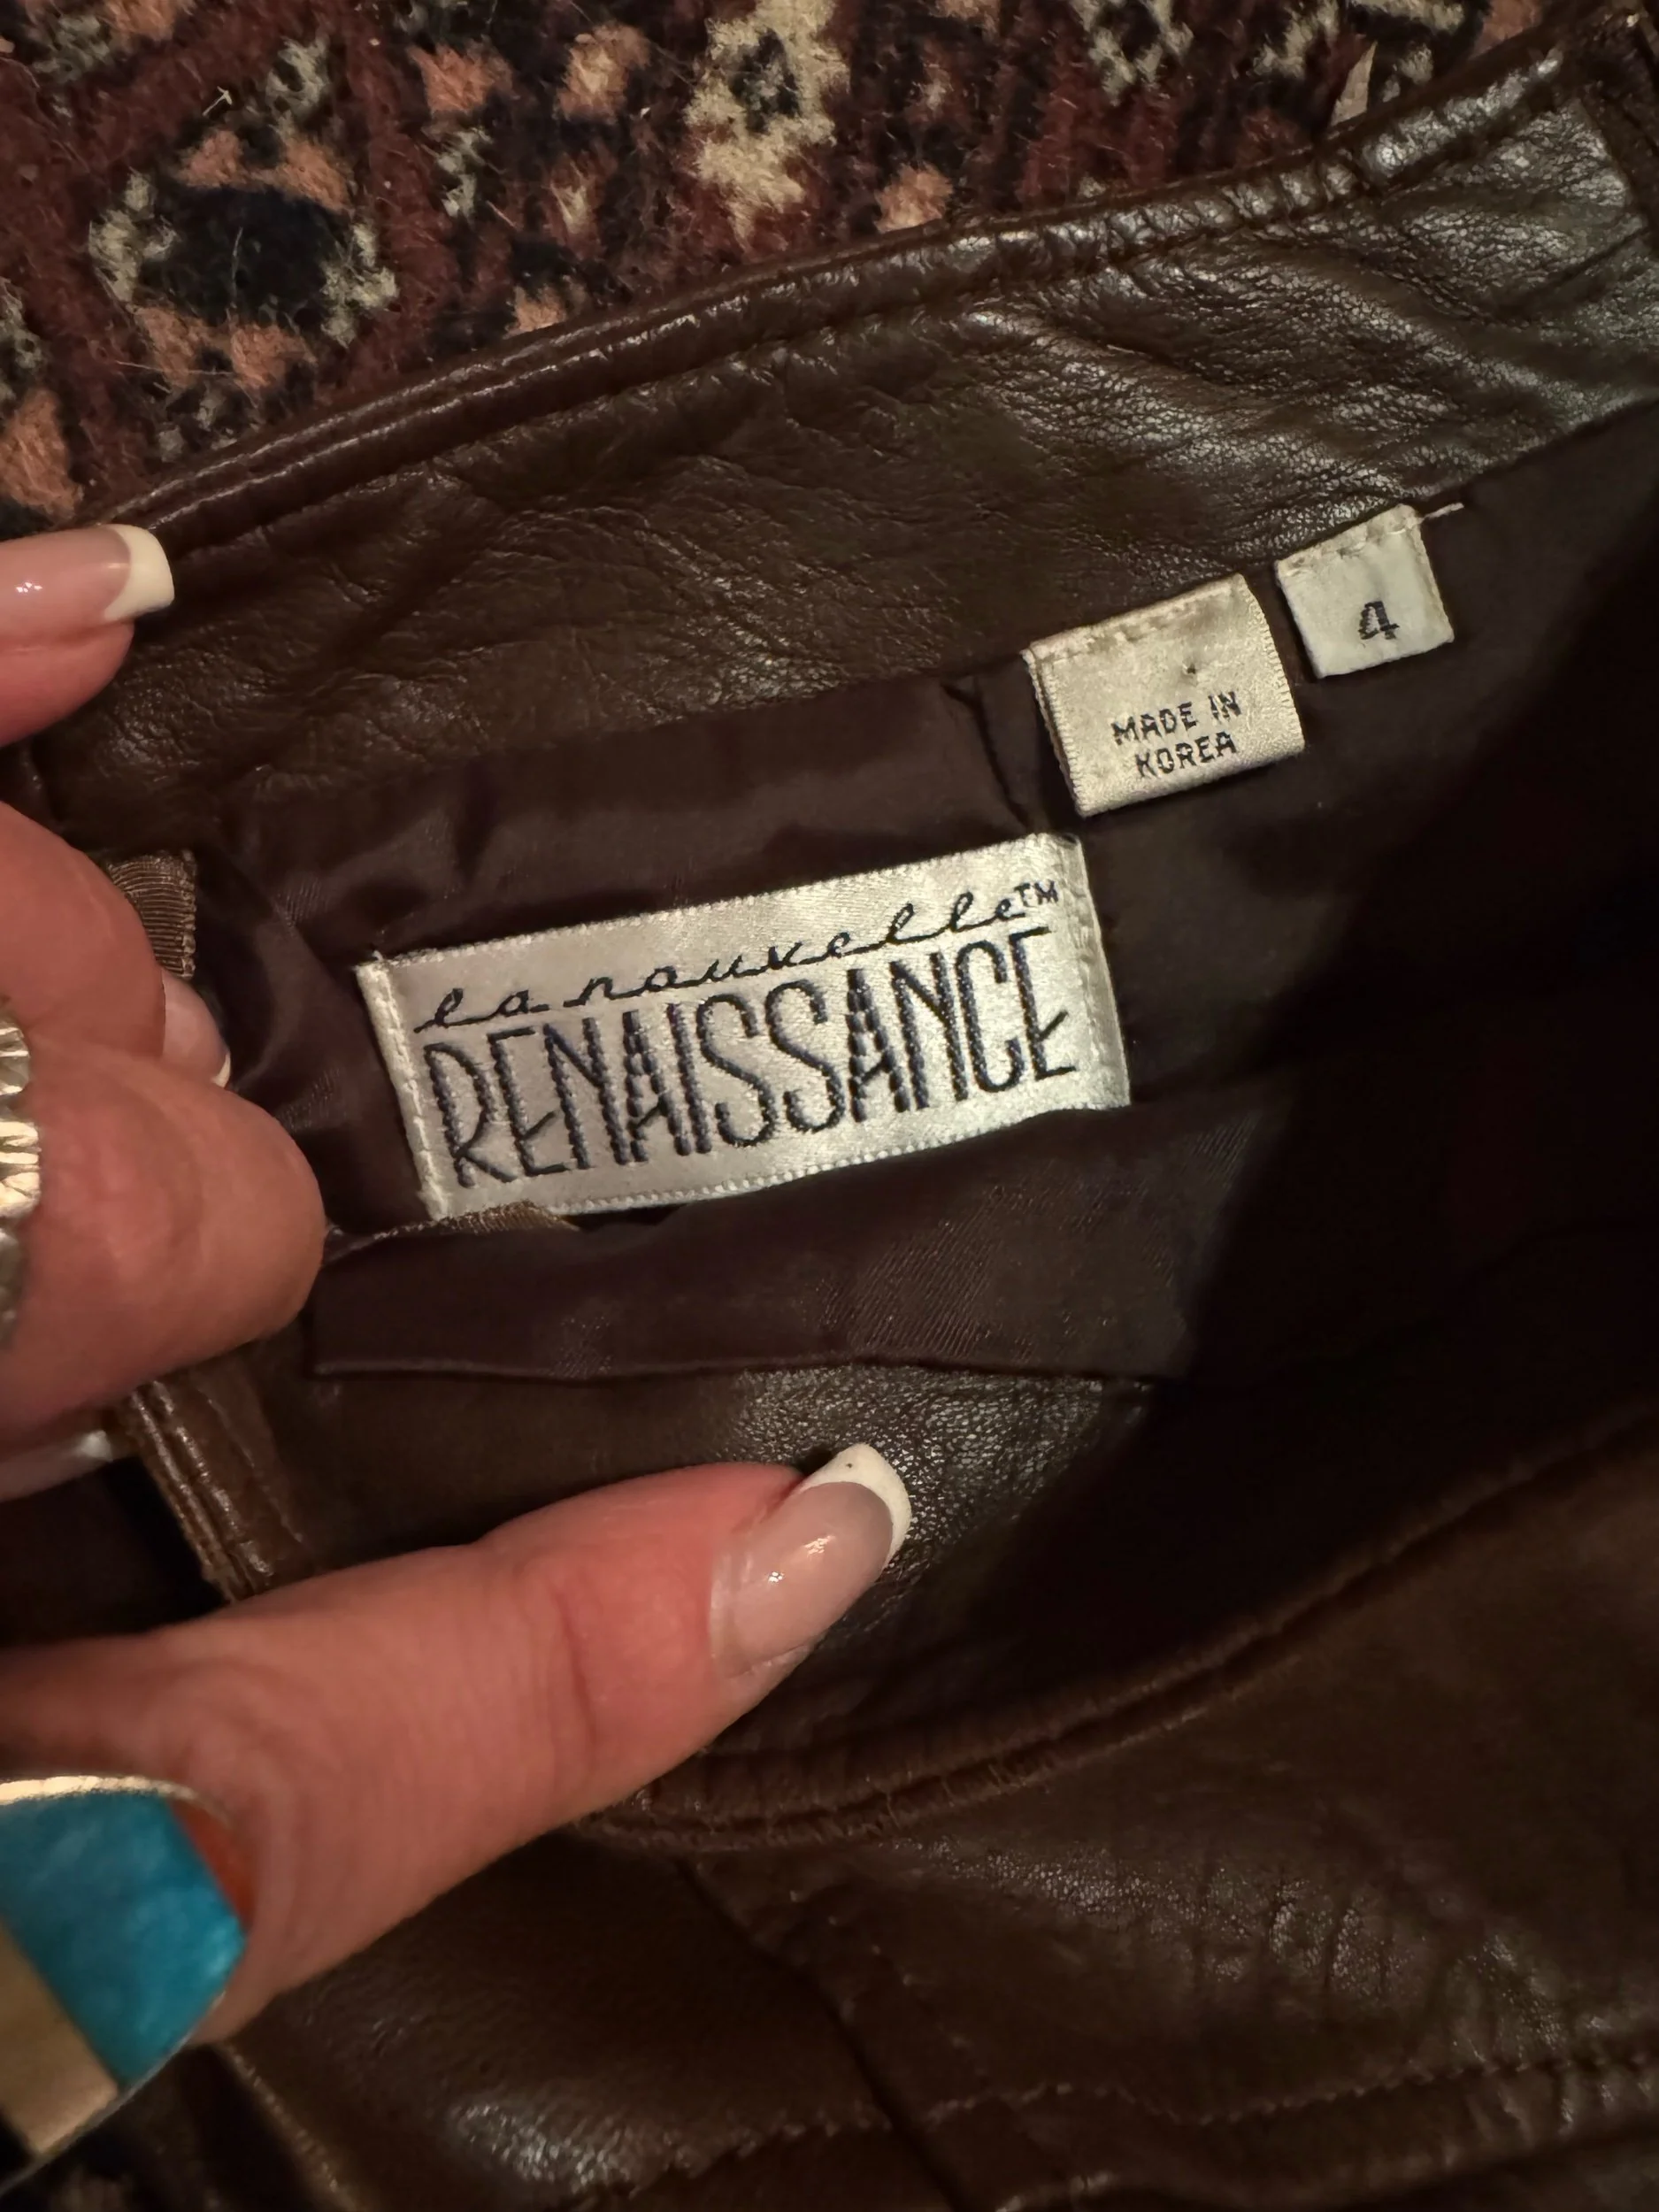 4
MADE IN
KOREA
la nouvelle™
RENAISSANCE